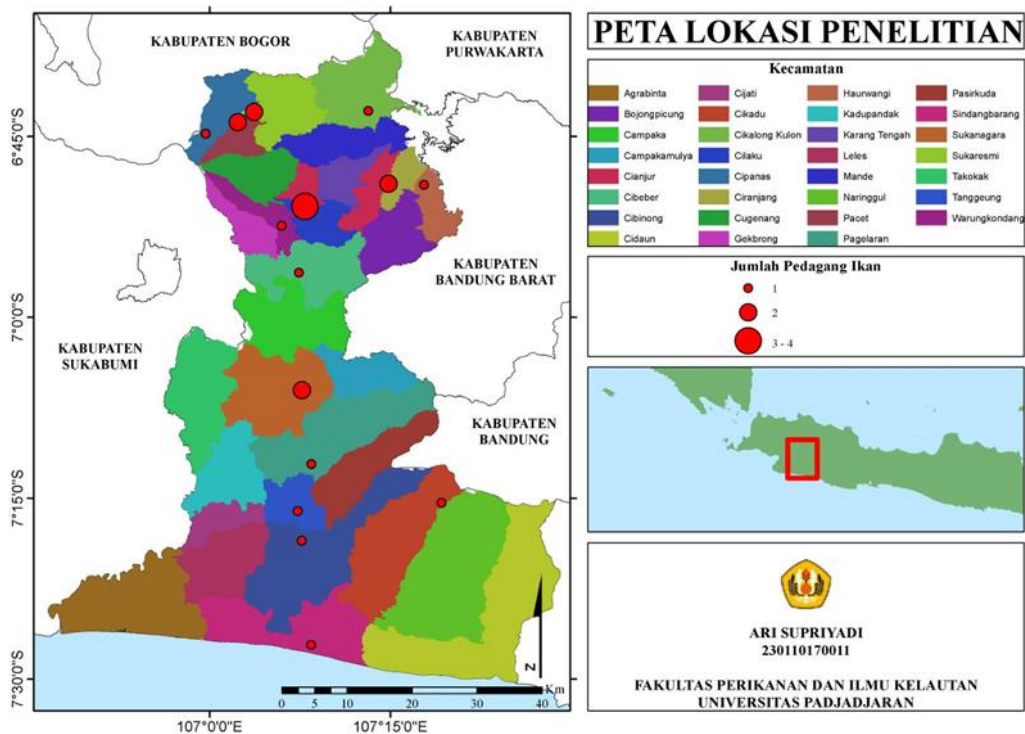 KABUPATEN BOGOR
KABUPATEN
PURWAKARTA
KABUPATEN
BANDUNG BARAT
KABUPATEN
SUKABUMI
KABUPATEN
BANDUNG
6°45'0"S
7°0'0"S
7°15'0"S
7°30'0"S
107°0'0"E
107°15'0"E
N
Km
0 5 10 20 30 40
PETA LOKASI PENELITIAN
Kecamatan
Agrabinta
Bojongpicung
Campaka
Campakamulya
Cianjur
Cibeber
Cibinong
Cidaun
Cijati
Cikadu
Cikalong Kulon
Cilaku
Cipanas
Ciranjang
Cugenang
Gekbrong
Haurwangi
Kadupandak
Karang Tengah
Leles
Mande
Naringgul
Pacet
Pagelaran
Pasirkuda
Sindangbarang
Sukanagara
Sukaresmi
Takokak
Tanggeung
Warungkondang
Jumlah Pedagang Ikan
1
2
3 - 4
ARI SUPRIYADI
230110170011
FAKULTAS PERIKANAN DAN ILMU KELAUTAN
UNIVERSITAS PADJADJARAN